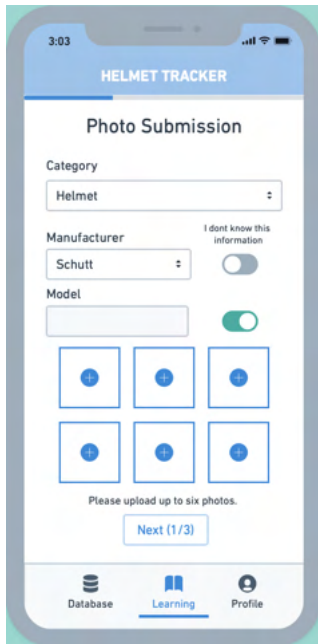 3:03
HELMET TRACKER
Photo Submission
Category
Helmet
Manufacturer
I dont know this
information
Schutt
Model
Please upload up to six photos.
Next (1/3)
Database
Learning
Profile